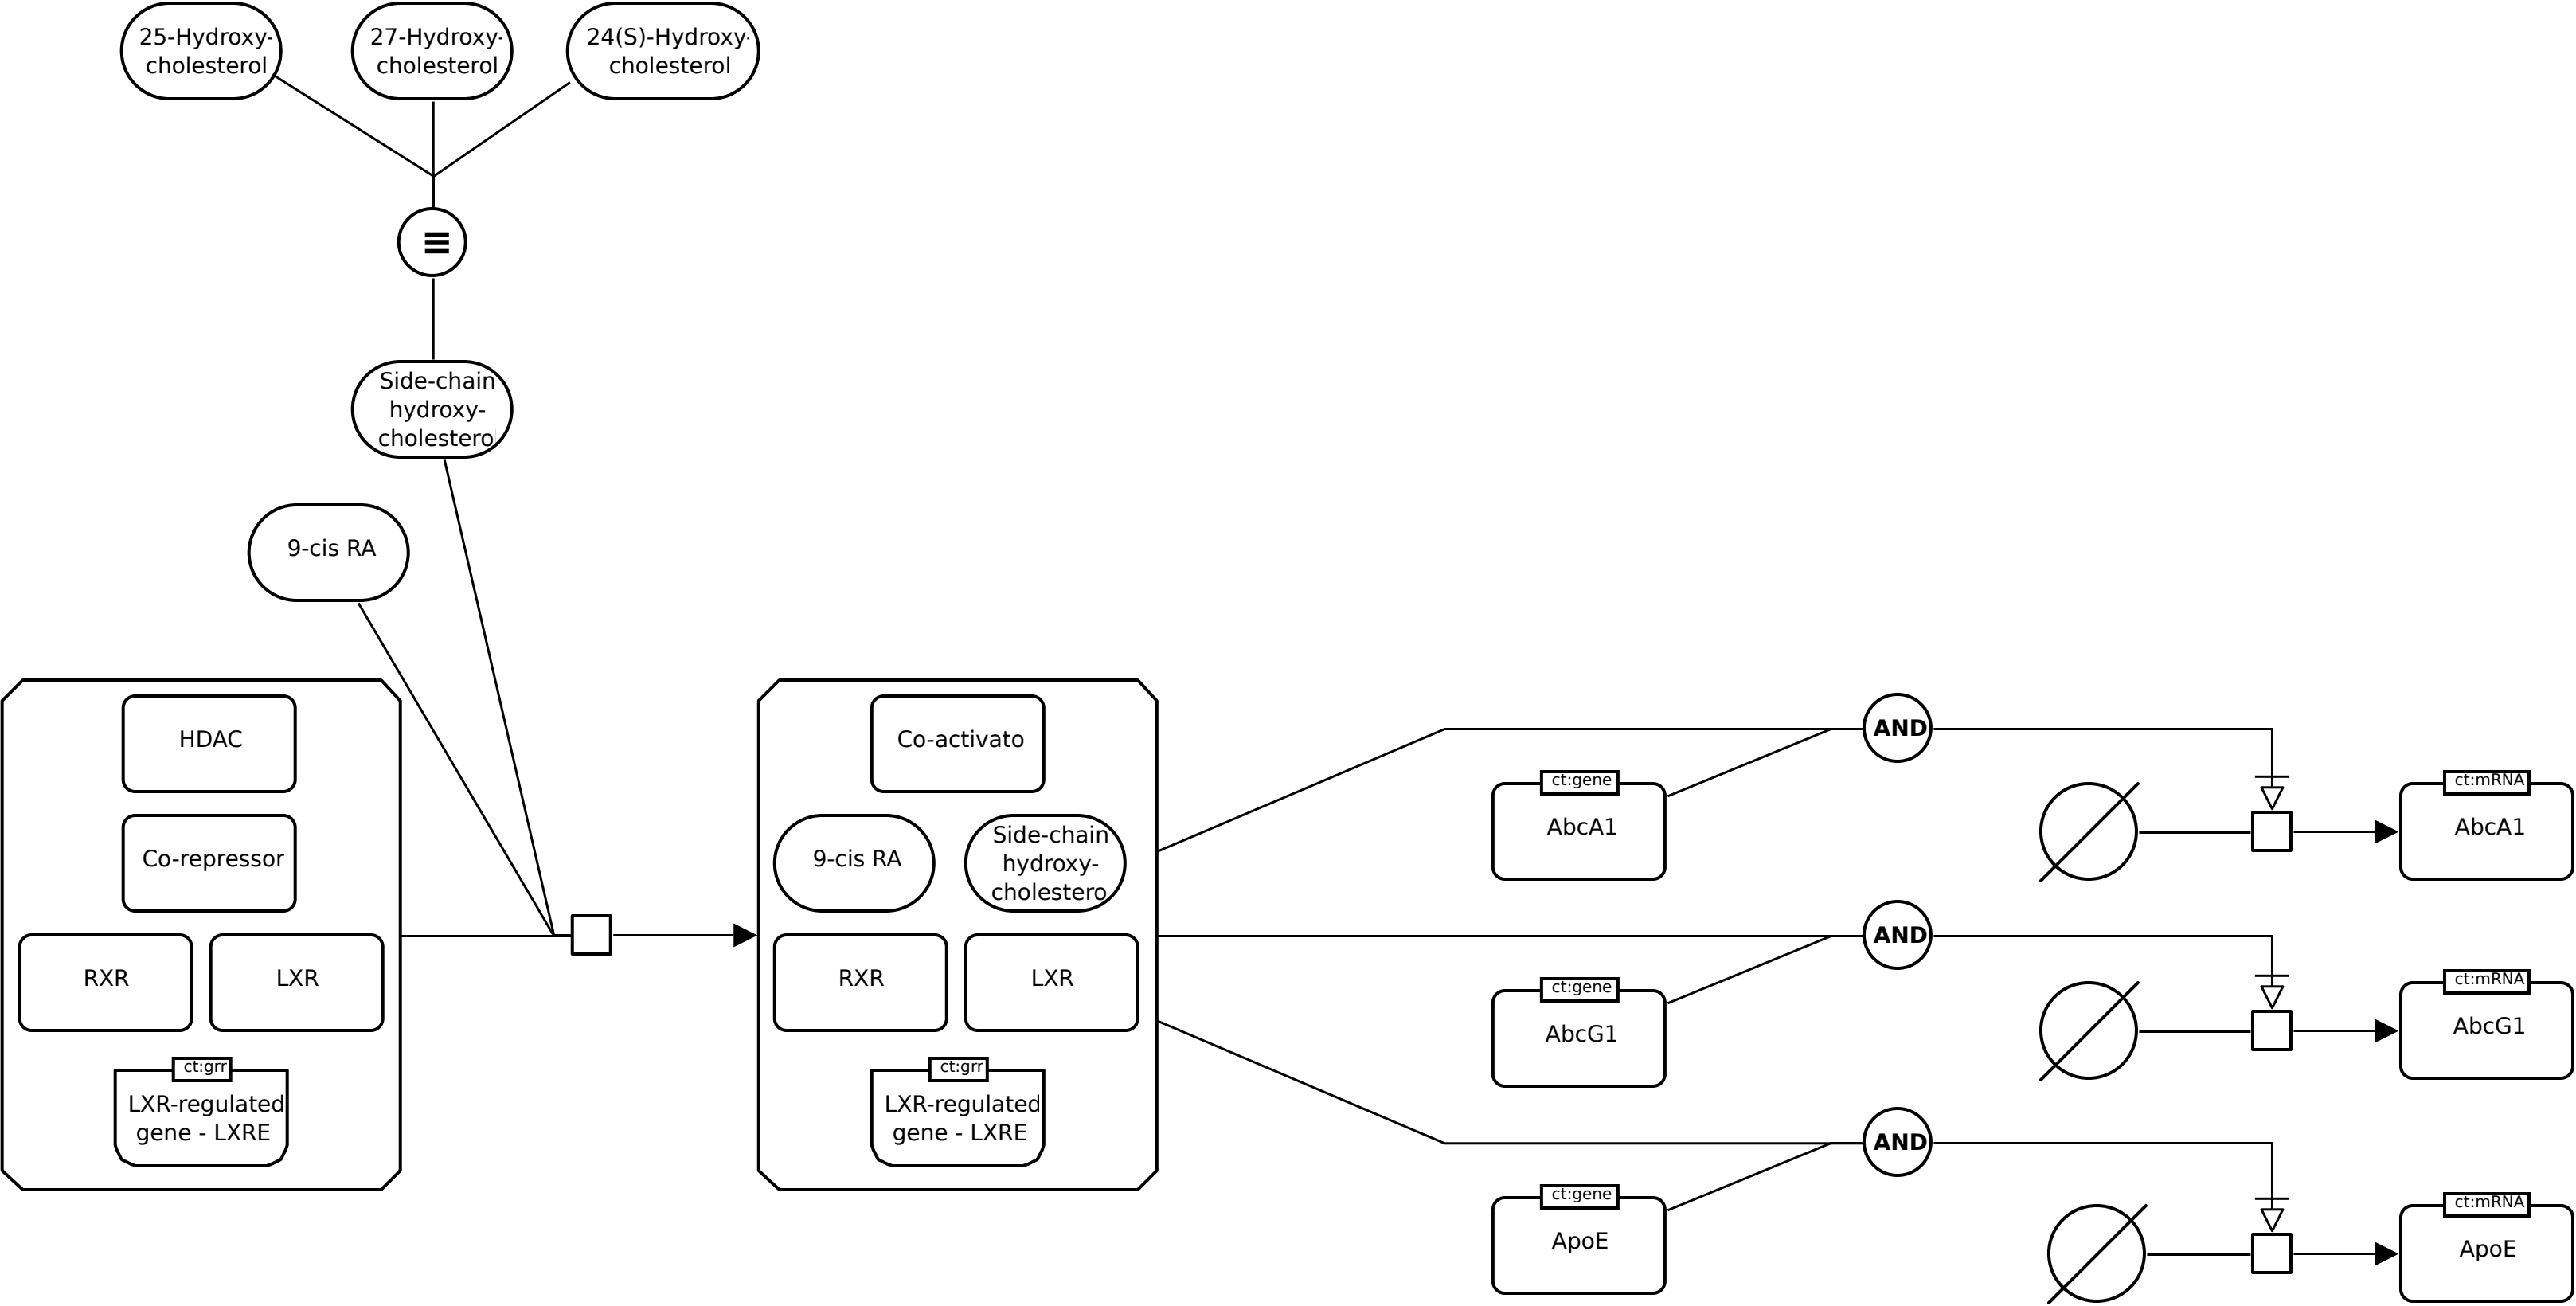 25-Hydroxy-
cholesterol
27-Hydroxy-
cholesterol
24(S)-Hydroxy-
cholesterol
≡
Side-chain
hydroxy-
cholestero
9-cis RA
HDAC
Co-repressor
RXR
LXR
ct:grr
LXR-regulated
gene - LXRE
Co-activato
9-cis RA
Side-chain
hydroxy-
cholestero
RXR
LXR
ct:grr
LXR-regulated
gene - LXRE
AND
ct:gene
AbcA1
ct:mRNA
AbcA1
AND
ct:gene
AbcG1
ct:mRNA
AbcG1
AND
ct:gene
ApoE
ct:mRNA
ApoE